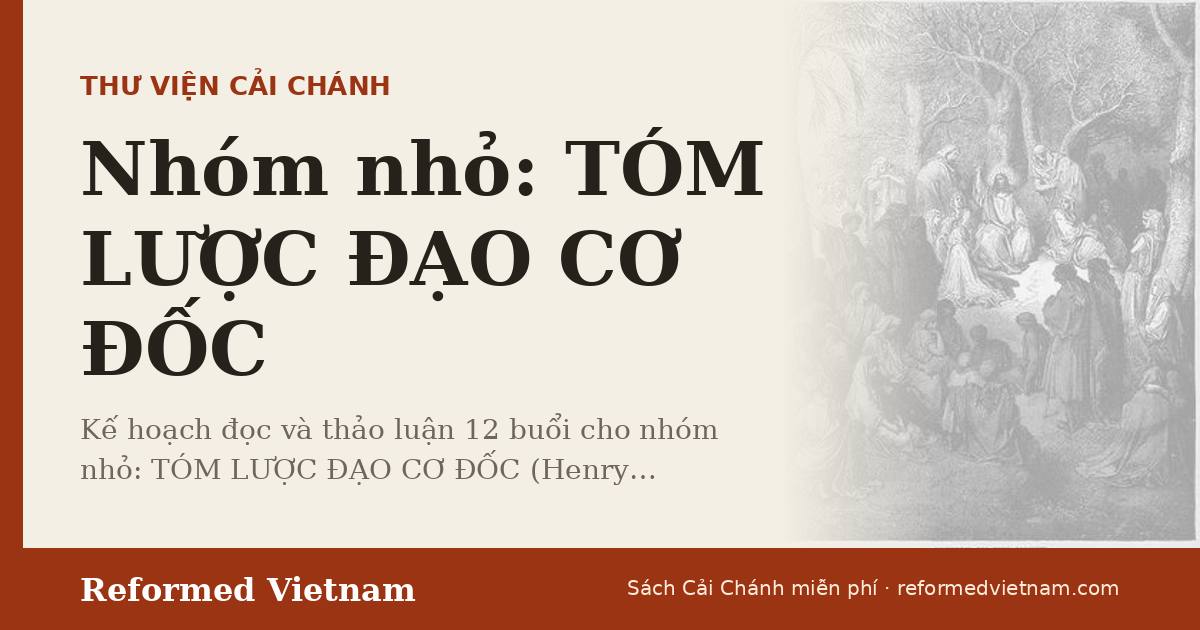 THƯ VIỆN CẢI CHÁNH
Nhóm nhỏ: TÓM
LƯỢC ĐẠO CƠ
ĐỐC
Kế hoạch đọc và thảo luận 12 buổi cho nhóm
nhỏ: TÓM LƯỢC ĐẠO CƠ ĐỐC (Henry...
Reformed Vietnam
Sách Cải Chánh miễn phí · reformedvietnam.com